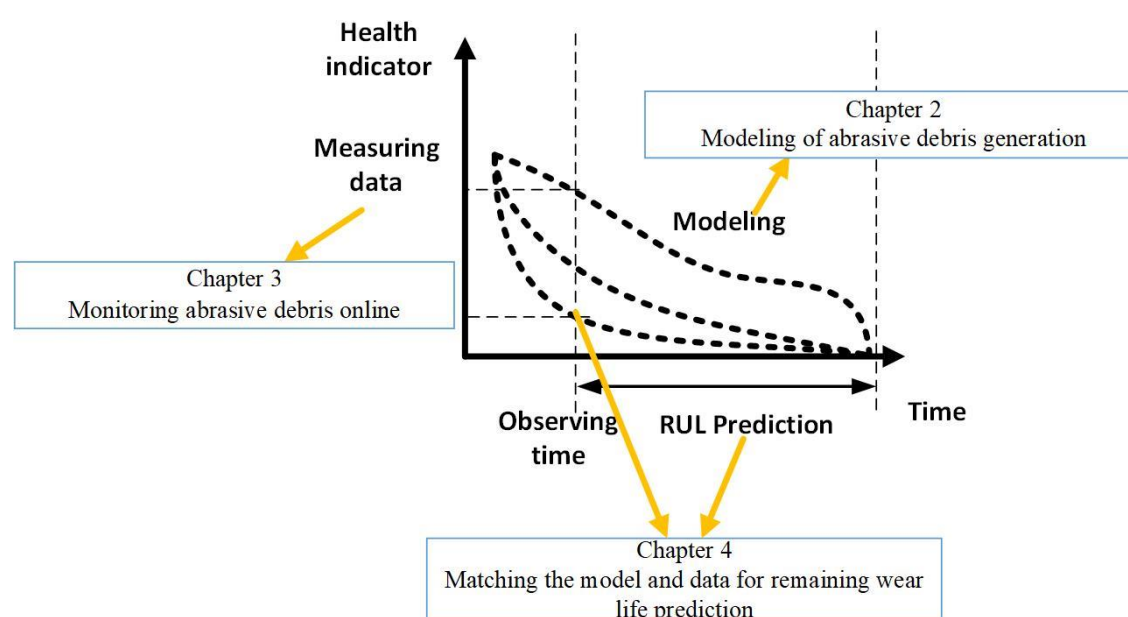 Health
indicator
Chapter 2
Modeling of abrasive debris generation
Measuring
data
Modeling
Chapter 3
Monitoring abrasive debris online
Observing
time
RUL Prediction
Time
Chapter 4
Matching the model and data for remaining wear
life prediction